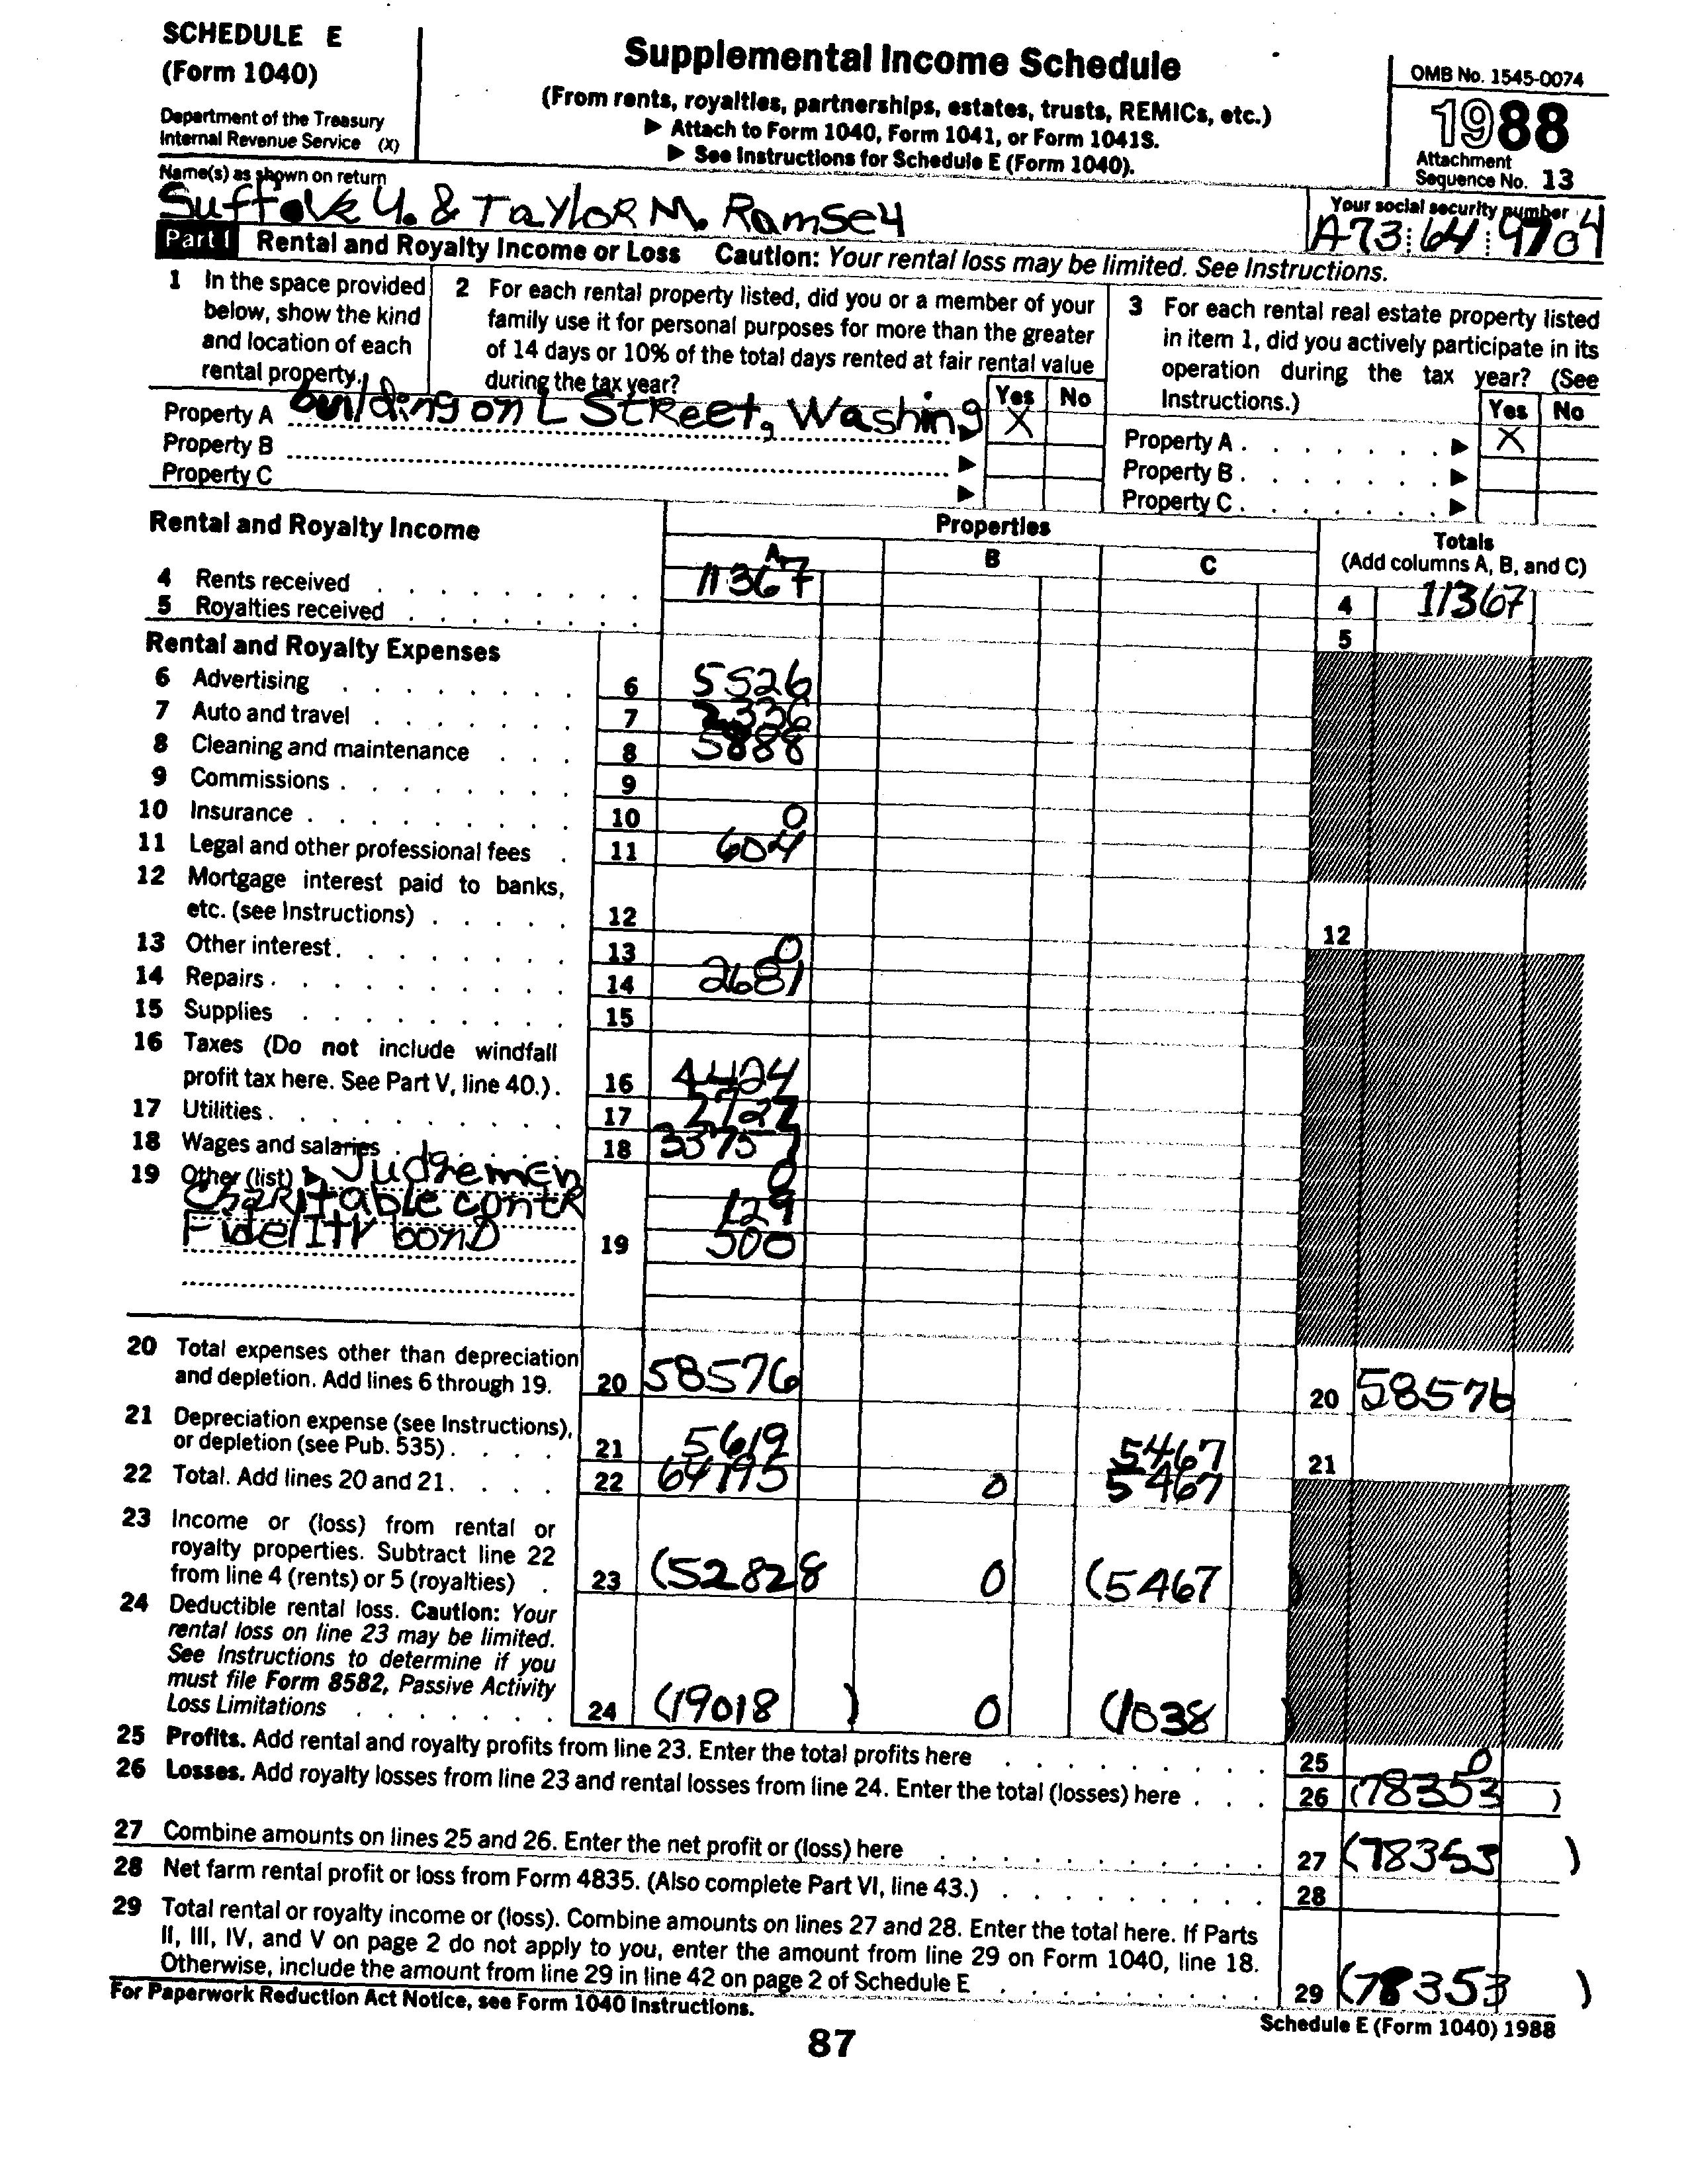 SCHEDULE E
(Form 1040)
Department of the Treasury
Internal Revenue Service (X)
Supplemental Income Schedule
(From rents, royalties, partnerships, estates, trusts, REMICs, etc.)
▶ Attach to Form 1040, Form 1041, or Form 1041S.
▶ See Instructions for Schedule E (Form 1040).
OMB No. 1545-0074
1988
Attachment
Sequence No. 13
Name(s) as shown on return
Suffolk Y. & Taylor M. Ramsey
Your social security number
A73 64 9704
Part I Rental and Royalty Income or Loss Caution: Your rental loss may be limited. See Instructions.
1 In the space provided
below, show the kind
and location of each
rental property.
2 For each rental property listed, did you or a member of your
family use it for personal purposes for more than the greater
of 14 days or 10% of the total days rented at fair rental value
during the tax year?
Yes No
3 For each rental real estate property listed
in item 1, did you actively participate in its
operation during the tax year? (See
Instructions.)
Yes No
Property A building on L Street, Washing ▶ X
Property B ▶
Property C ▶
Property A . . . . . . . ▶ X
Property B . . . . . . . ▶
Property C . . . . . . . ▶
Rental and Royalty Income
Properties
A B C
Totals
(Add columns A, B, and C)
4 Rents received 11367 4 11367
5 Royalties received 5
Rental and Royalty Expenses
6 Advertising 6 5526
7 Auto and travel 7 2336
8 Cleaning and maintenance 8 5888
9 Commissions 9
10 Insurance 10 0
11 Legal and other professional fees 11 604
12 Mortgage interest paid to banks,
etc. (see Instructions) 12 12
13 Other interest 13 0
14 Repairs 14 2681
15 Supplies 15
16 Taxes (Do not include windfall
profit tax here. See Part V, line 40.) 16 4424
17 Utilities 17
18 Wages and salaries 18
19 Other (list) ▶ Judgemen 0
Charitable contr 129
Fidelity bond 19 500
20 Total expenses other than depreciation
and depletion. Add lines 6 through 19. 20 58576 20 58576
21 Depreciation expense (see Instructions),
or depletion (see Pub. 535) 21 5619 5467 21
22 Total. Add lines 20 and 21 22 64195 0 5467
23 Income or (loss) from rental or
royalty properties. Subtract line 22
from line 4 (rents) or 5 (royalties) 23 (52828 0 (5467 )
24 Deductible rental loss. Caution: Your
rental loss on line 23 may be limited.
See Instructions to determine if you
must file Form 8582, Passive Activity
Loss Limitations 24 (19018 ) 0 (1838 )
25 Profits. Add rental and royalty profits from line 23. Enter the total profits here 25 0
26 Losses. Add royalty losses from line 23 and rental losses from line 24. Enter the total (losses) here 26 (78353 )
27 Combine amounts on lines 25 and 26. Enter the net profit or (loss) here 27 (78353 )
28 Net farm rental profit or loss from Form 4835. (Also complete Part VI, line 43.) 28
29 Total rental or royalty income or (loss). Combine amounts on lines 27 and 28. Enter the total here. If Parts
II, III, IV, and V on page 2 do not apply to you, enter the amount from line 29 on Form 1040, line 18.
Otherwise, include the amount from line 29 in line 42 on page 2 of Schedule E 29 (78353 )
For Paperwork Reduction Act Notice, see Form 1040 Instructions.
Schedule E (Form 1040) 1988
87